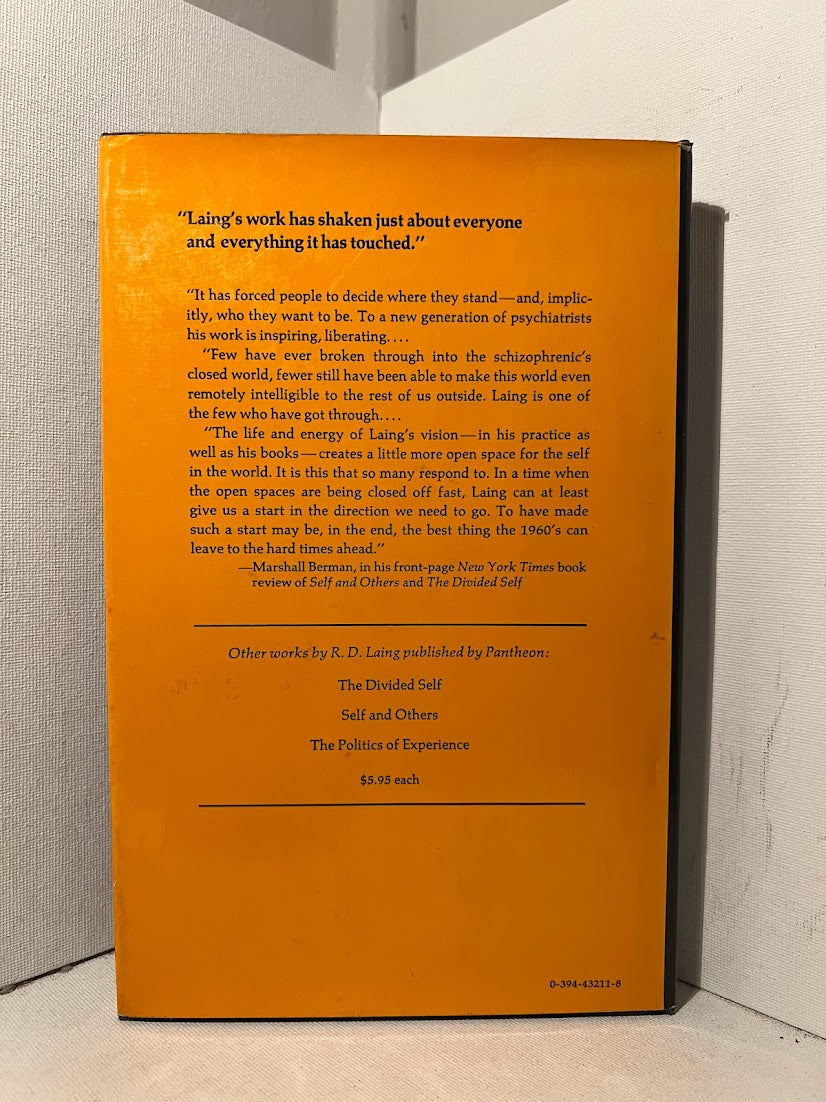 “Laing’s work has shaken just about everyone
and everything it has touched.”
“It has forced people to decide where they stand—and, implic-
itly, who they want to be. To a new generation of psychiatrists
his work is inspiring, liberating....
“Few have ever broken through into the schizophrenic’s
closed world, fewer still have been able to make this world even
remotely intelligible to the rest of us outside. Laing is one of
the few who have got through....
“The life and energy of Laing’s vision—in his practice as
well as his books—creates a little more open space for the self
in the world. It is this that so many respond to. In a time when
the open spaces are being closed off fast, Laing can at least
give us a start in the direction we need to go. To have made
such a start may be, in the end, the best thing the 1960’s can
leave to the hard times ahead.”
—Marshall Berman, in his front-page New York Times book
review of Self and Others and The Divided Self
Other works by R. D. Laing published by Pantheon:
The Divided Self
Self and Others
The Politics of Experience
$5.95 each
0-394-43211-8